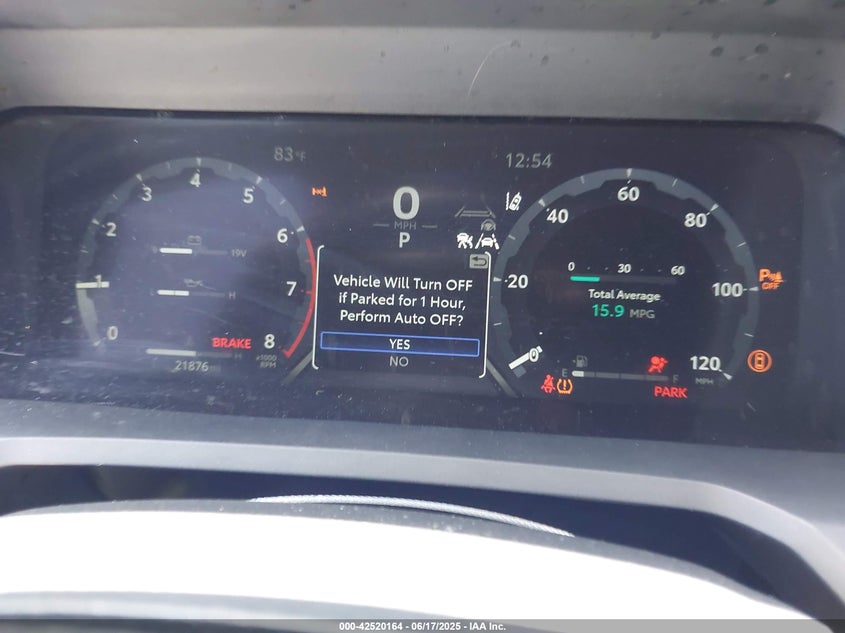 83°F
12:54
0
MPH
P
0
1
2
3
4
5
6
7
8
x1000
RPM
19V
H
H
BRAKE
21876
Vehicle Will Turn OFF
if Parked for 1 Hour,
Perform Auto OFF?
YES
NO
0
20
40
60
80
100
120
MPH
0 30 60
Total Average
15.9 MPG
E F
P
OFF
PARK
000-42520164 - 06/17/2025 - IAA Inc.